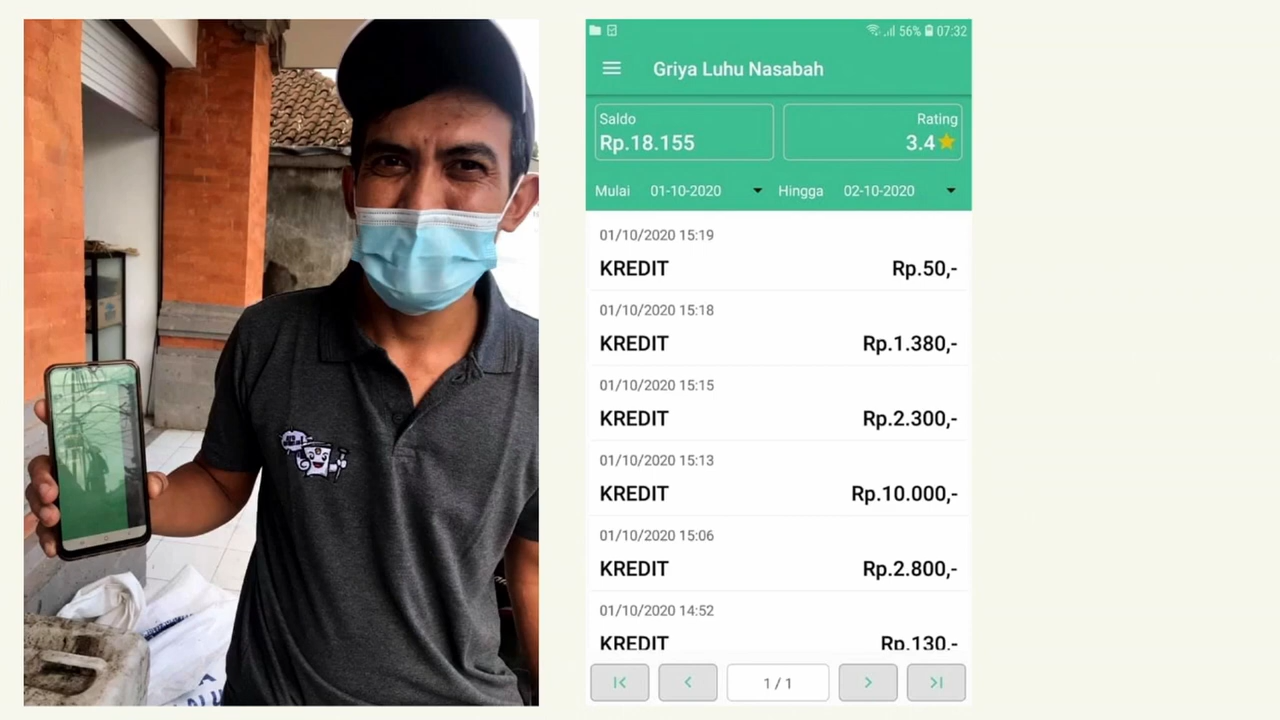 56% 07:32
Griya Luhu Nasabah
Saldo
Rp.18.155
Rating
3.4
Mulai 01-10-2020 Hingga 02-10-2020
01/10/2020 15:19
KREDIT Rp.50,-
01/10/2020 15:18
KREDIT Rp.1.380,-
01/10/2020 15:15
KREDIT Rp.2.300,-
01/10/2020 15:13
KREDIT Rp.10.000,-
01/10/2020 15:06
KREDIT Rp.2.800,-
01/10/2020 14:52
KREDIT Rp.130,-
1 / 1